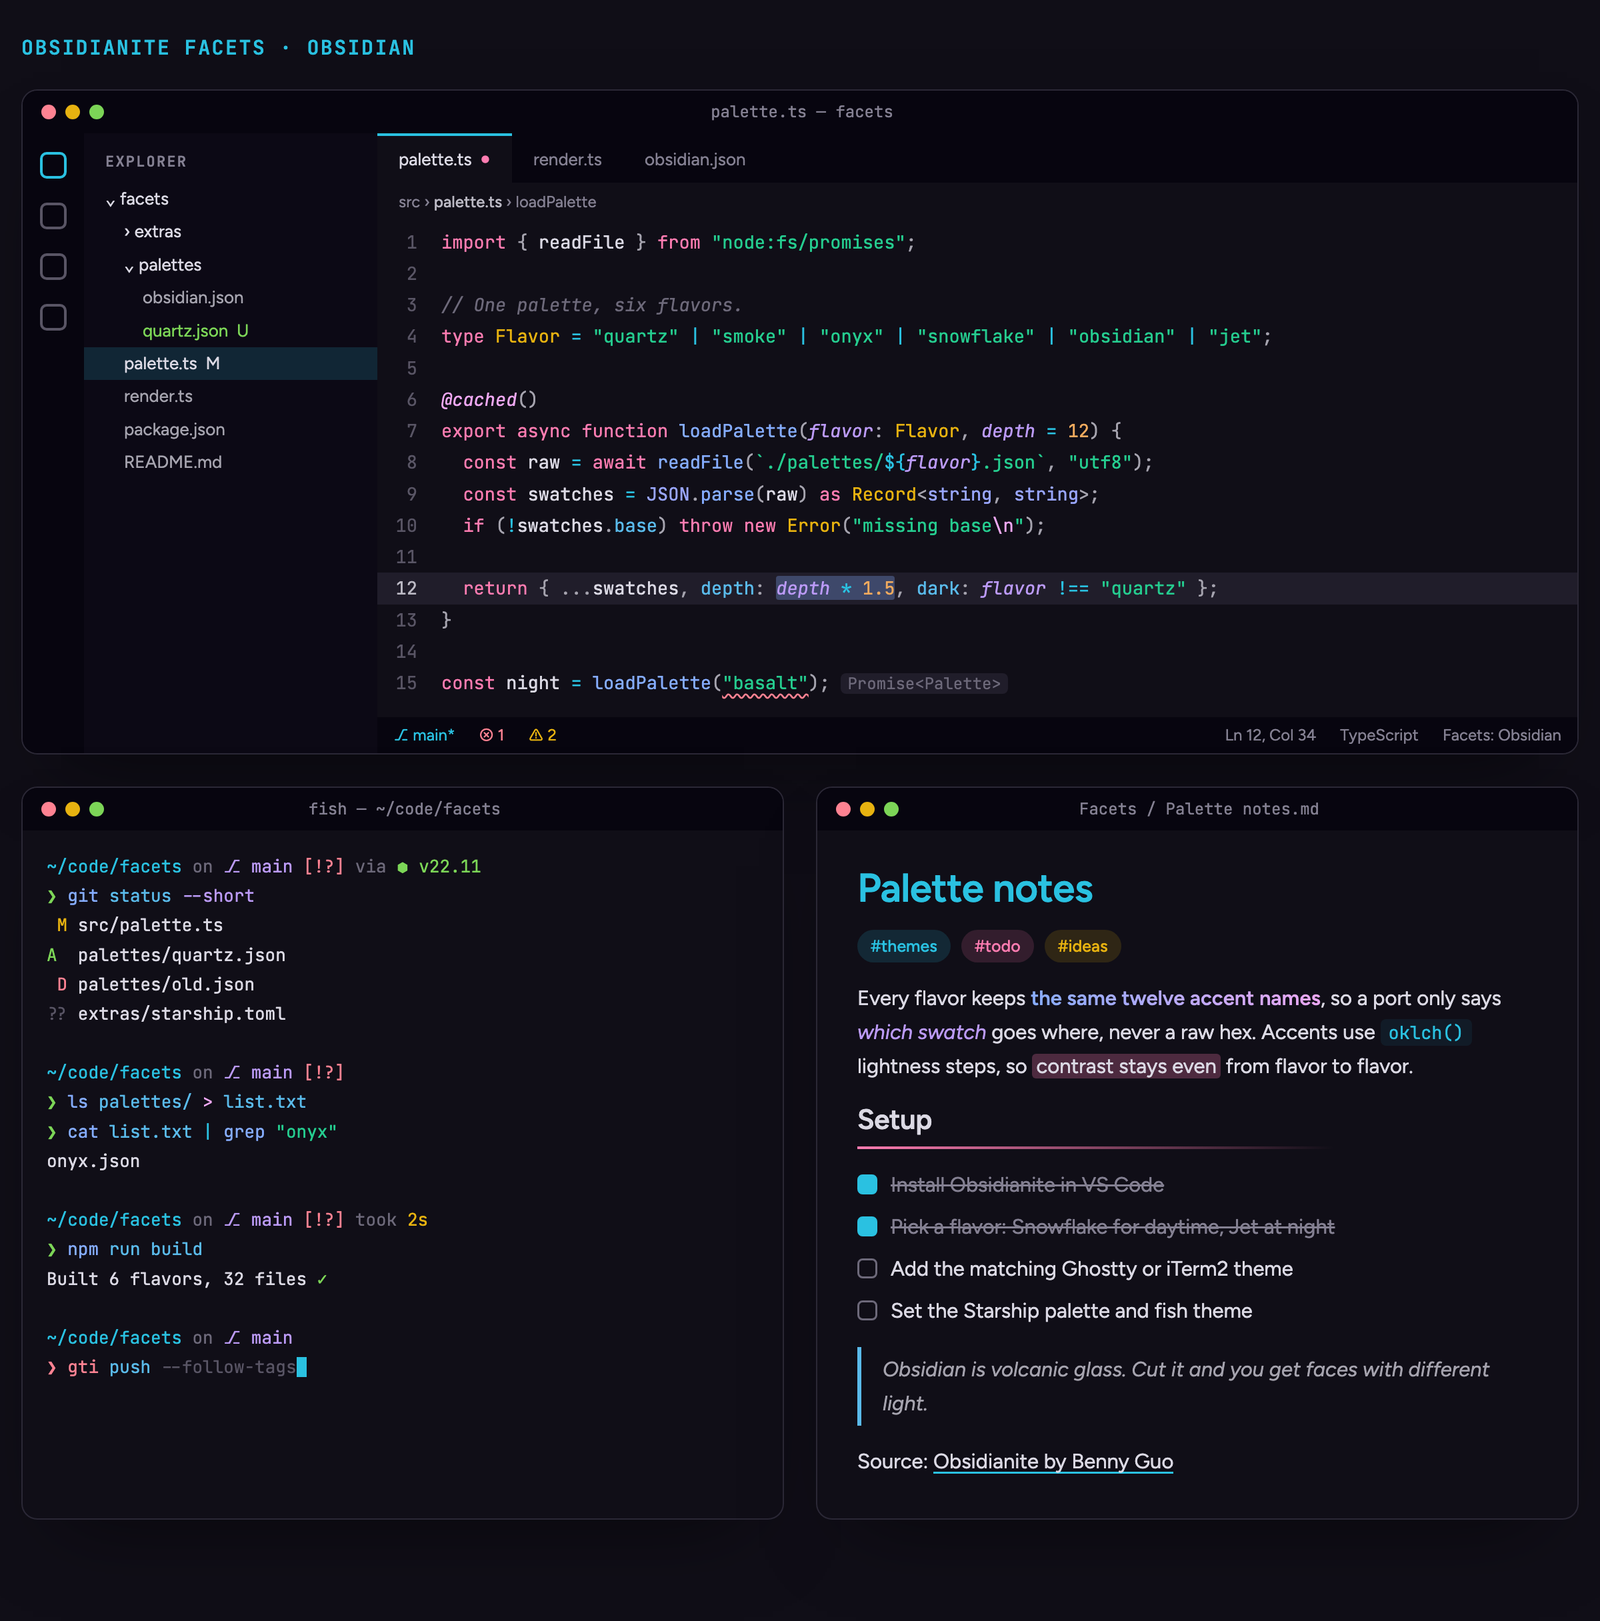 OBSIDIANITE FACETS · OBSIDIAN
palette.ts — facets
EXPLORER
⌄ facets
› extras
⌄ palettes
obsidian.json
quartz.json U
palette.ts M
render.ts
package.json
README.md
palette.ts ● render.ts obsidian.json
src › palette.ts › loadPalette
1 import { readFile } from "node:fs/promises";
2
3 // One palette, six flavors.
4 type Flavor = "quartz" | "smoke" | "onyx" | "snowflake" | "obsidian" | "jet";
5
6 @cached()
7 export async function loadPalette(flavor: Flavor, depth = 12) {
8 const raw = await readFile(`./palettes/${flavor}.json`, "utf8");
9 const swatches = JSON.parse(raw) as Record<string, string>;
10 if (!swatches.base) throw new Error("missing base\n");
11
12 return { ...swatches, depth: depth * 1.5, dark: flavor !== "quartz" };
13 }
14
15 const night = loadPalette("basalt"); Promise<Palette>
⎇ main* ⊗ 1 ⚠ 2 Ln 12, Col 34 TypeScript Facets: Obsidian
fish — ~/code/facets
~/code/facets on ⎇ main [!?] via ⬢ v22.11
❯ git status --short
M src/palette.ts
A palettes/quartz.json
D palettes/old.json
?? extras/starship.toml
~/code/facets on ⎇ main [!?]
❯ ls palettes/ > list.txt
❯ cat list.txt | grep "onyx"
onyx.json
~/code/facets on ⎇ main [!?] took 2s
❯ npm run build
Built 6 flavors, 32 files ✓
~/code/facets on ⎇ main
❯ gti push --follow-tags
Facets / Palette notes.md
Palette notes
#themes #todo #ideas
Every flavor keeps the same twelve accent names, so a port only says
which swatch goes where, never a raw hex. Accents use oklch()
lightness steps, so contrast stays even from flavor to flavor.
Setup
Install Obsidianite in VS Code
Pick a flavor: Snowflake for daytime, Jet at night
Add the matching Ghostty or iTerm2 theme
Set the Starship palette and fish theme
Obsidian is volcanic glass. Cut it and you get faces with different
light.
Source: Obsidianite by Benny Guo